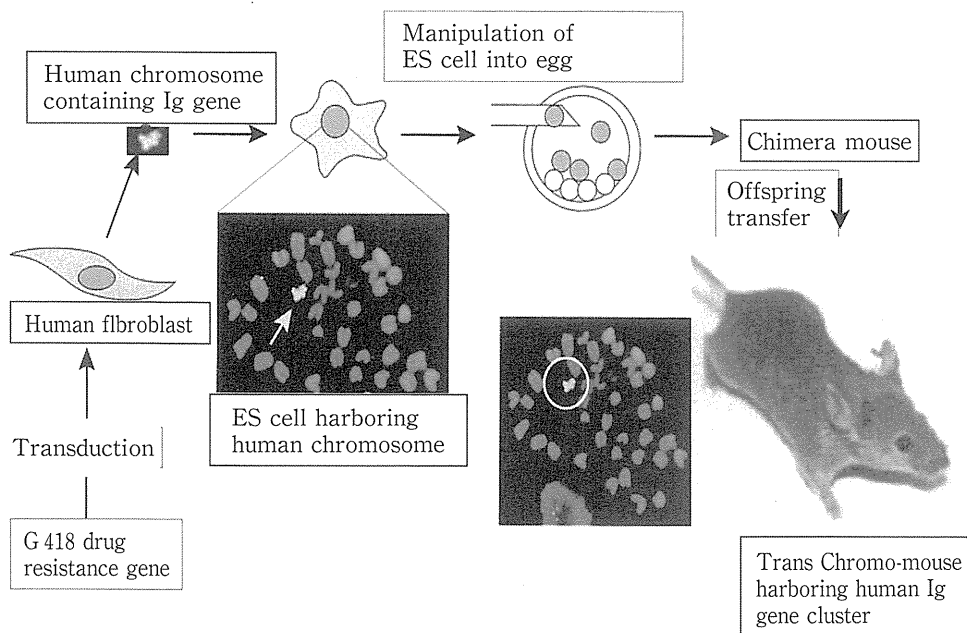 Manipulation of
ES cell into egg
Human chromosome
containing Ig gene
Chimera mouse
Offspring
transfer
Human flbroblast
ES cell harboring
human chromosome
Transduction
G 418 drug
resistance gene
Trans Chromo-mouse
harboring human Ig
gene cluster